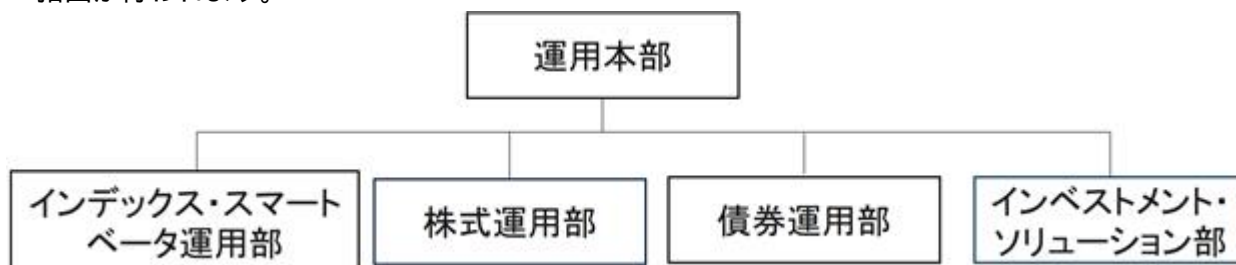 運用本部
インデックス・スマート
ベータ運用部
株式運用部
債券運用部
インベストメント・
ソリューション部